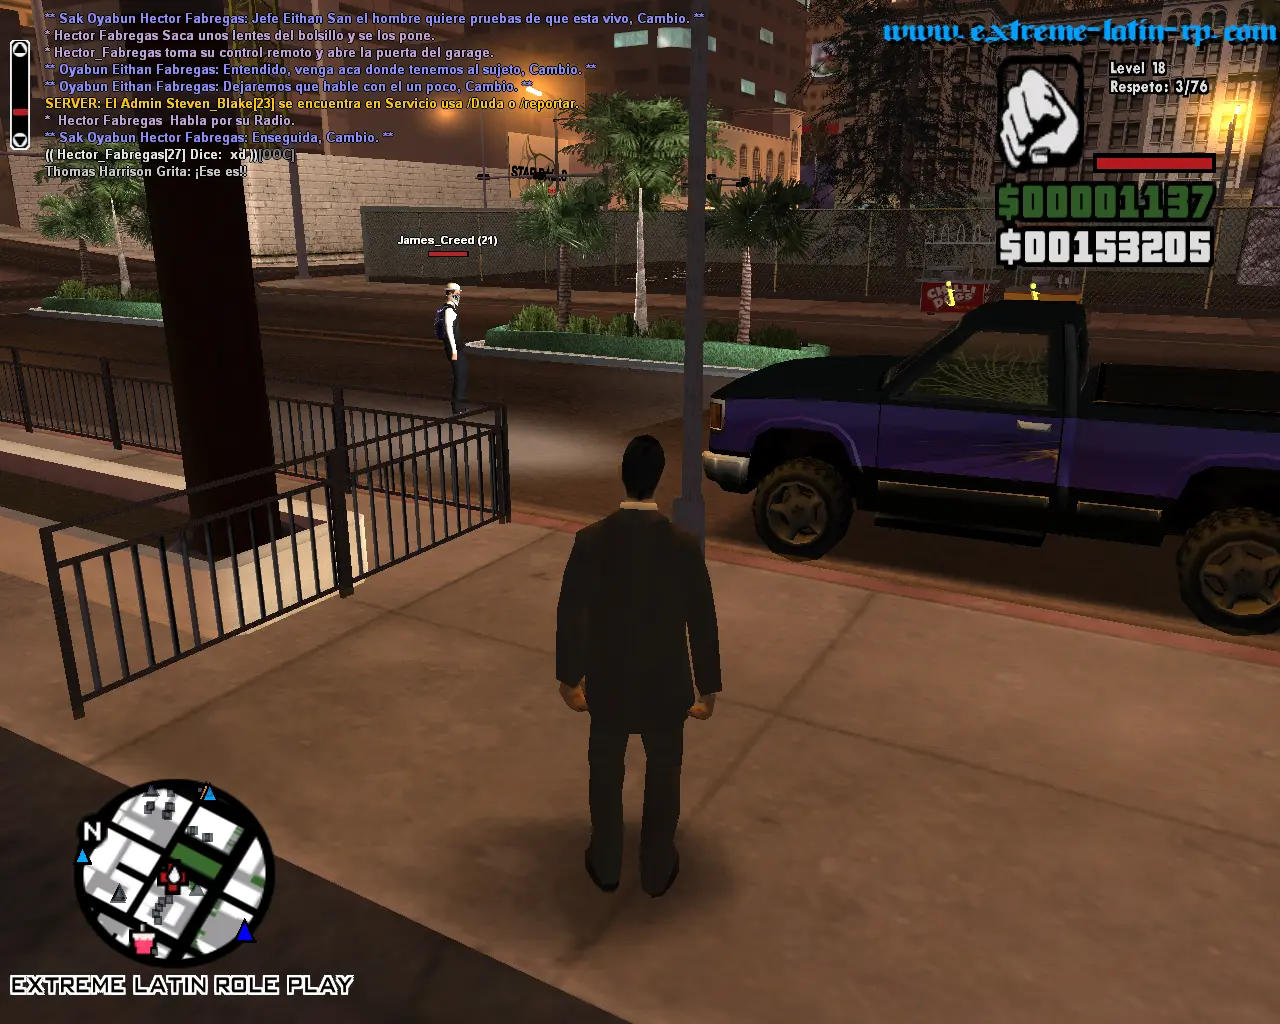 ** Sak Oyabun Hector Fabregas: Jefe Eithan San el hombre quiere pruebas de que esta vivo, Cambio. **
* Hector Fabregas Saca unos lentes del bolsillo y se los pone.
* Hector_Fabregas toma su control remoto y abre la puerta del garage.
** Oyabun Eithan Fabregas: Entendido, venga aca donde tenemos al sujeto, Cambio. **
** Oyabun Eithan Fabregas: Dejaremos que hable con el un poco, Cambio. **
SERVER: El Admin Steven_Blake[23] se encuentra en Servicio usa /Duda o /reportar.
* Hector Fabregas Habla por su Radio.
** Sak Oyabun Hector Fabregas: Enseguida, Cambio. **
(( Hector_Fabregas[27] Dice: xd ))[OOC]
Thomas Harrison Grita: ¡Ese es!!
www.extreme-latin-rp.com
Level 18
Respeto: 3/76
$00001137
$00153205
James_Creed (21)
CHILLI DOGS
N
EXTREME LATIN ROLE PLAY